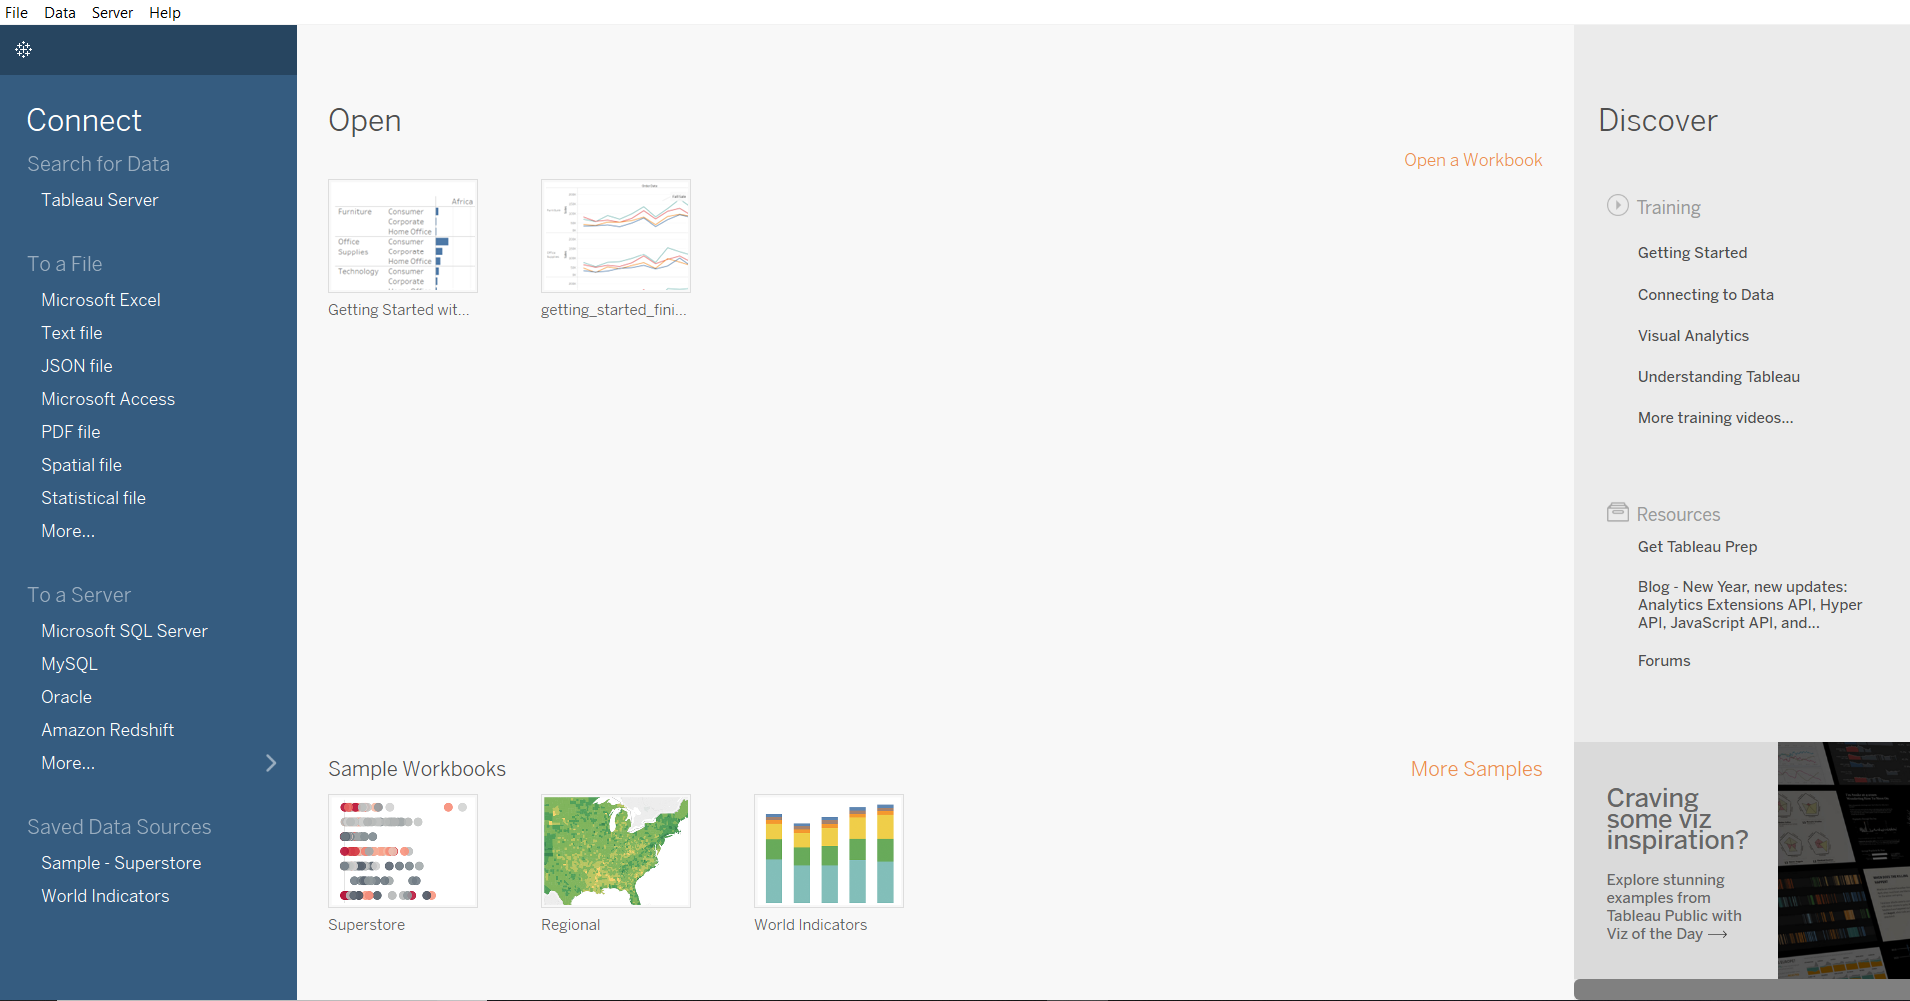 File Data Server Help
Connect
Search for Data
Tableau Server
To a File
Microsoft Excel
Text file
JSON file
Microsoft Access
PDF file
Spatial file
Statistical file
More...
To a Server
Microsoft SQL Server
MySQL
Oracle
Amazon Redshift
More...
Saved Data Sources
Sample - Superstore
World Indicators
Open
Open a Workbook
Africa
Furniture Consumer
Corporate
Home Office
Office Consumer
Supplies Corporate
Home Office
Technology Consumer
Corporate
Getting Started wit...
getting_started_fini...
Sample Workbooks
More Samples
Superstore
Regional
World Indicators
Discover
Training
Getting Started
Connecting to Data
Visual Analytics
Understanding Tableau
More training videos...
Resources
Get Tableau Prep
Blog - New Year, new updates:
Analytics Extensions API, Hyper
API, JavaScript API, and...
Forums
Craving
some viz
inspiration?
Explore stunning
examples from
Tableau Public with
Viz of the Day →